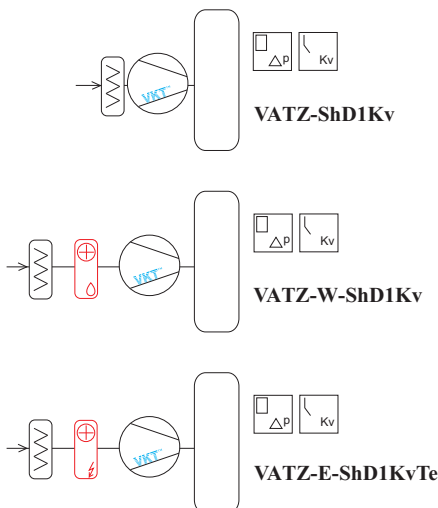 △p Kv
VKT
VATZ-ShD1Kv
△p Kv
VKT
VATZ-W-ShD1Kv
△p Kv
VKT
VATZ-E-ShD1KvTe